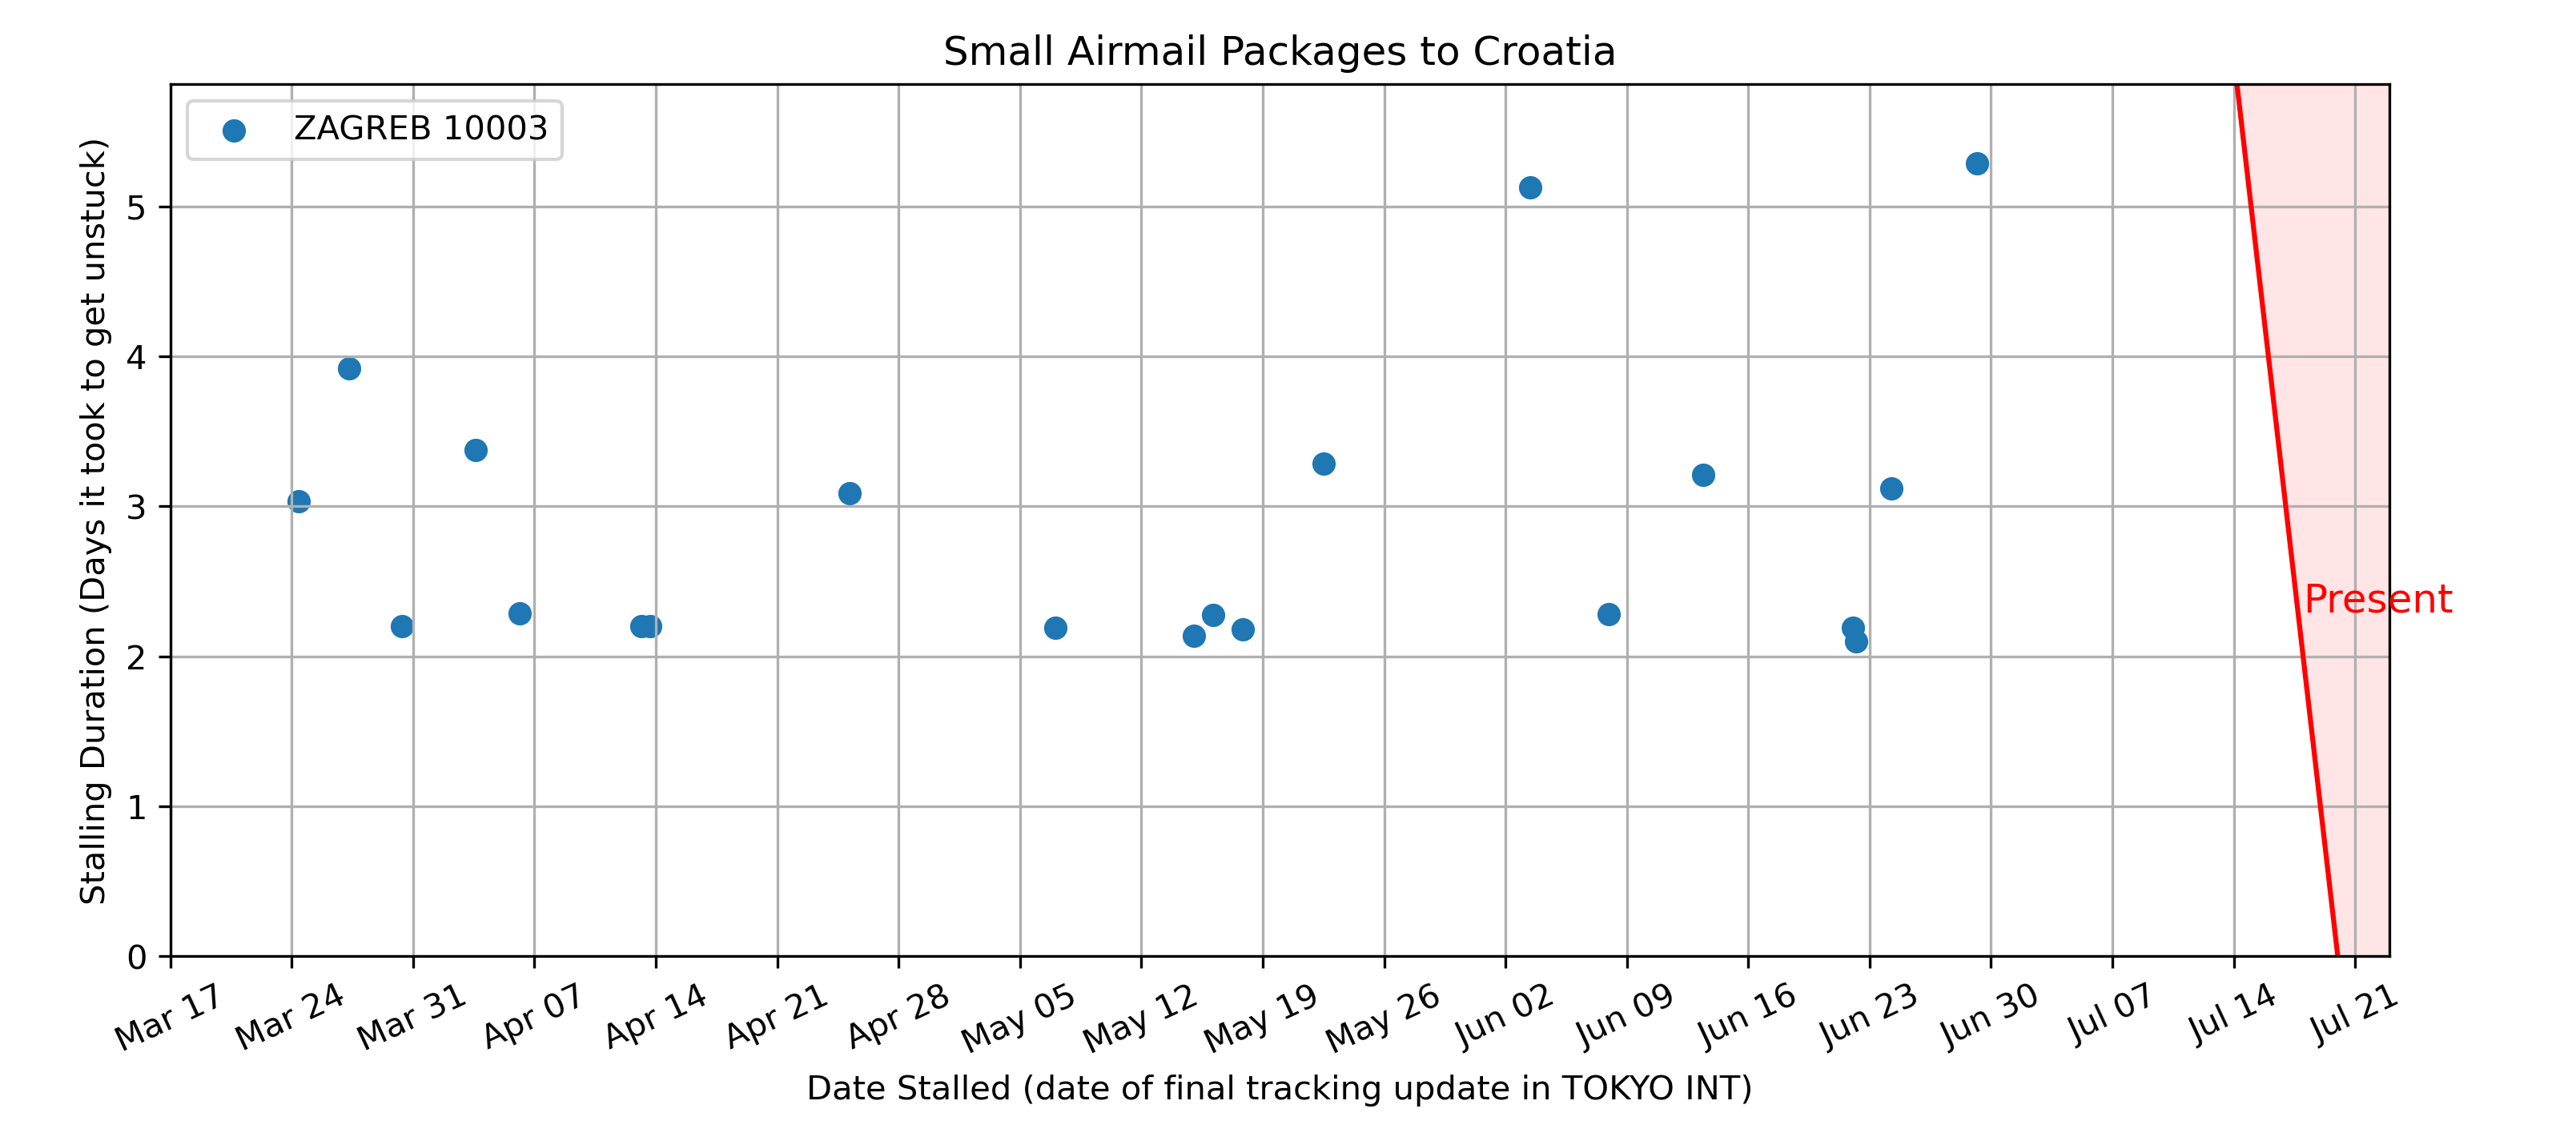 Small Airmail Packages to Croatia
ZAGREB 10003
Stalling Duration (Days it took to get unstuck)
5
4
3
2
1
0
Present
Mar 17
Mar 24
Mar 31
Apr 07
Apr 14
Apr 21
Apr 28
May 05
May 12
May 19
May 26
Jun 02
Jun 09
Jun 16
Jun 23
Jun 30
Jul 07
Jul 14
Jul 21
Date Stalled (date of final tracking update in TOKYO INT)